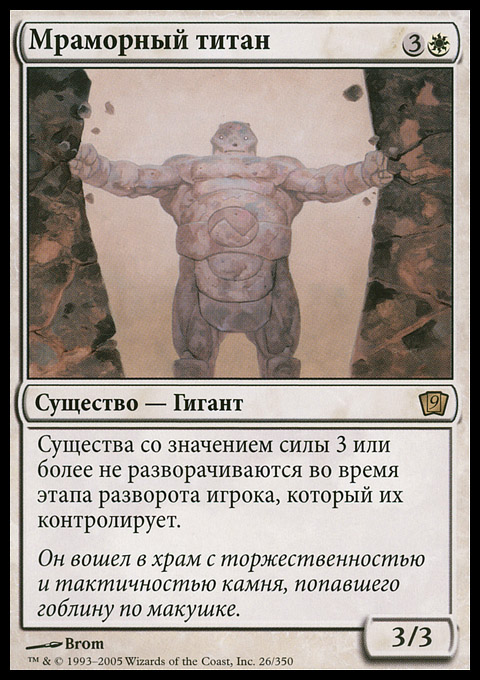 Мраморный титан
3
Существо — Гигант
9
Существа со значением силы 3 или
более не разворачиваются во время
этапа разворота игрока, который их
контролирует.
Он вошел в храм с торжественностью
и тактичностью камня, попавшего
гоблину по макушке.
3/3
Brom
™ & © 1993–2005 Wizards of the Coast, Inc. 26/350